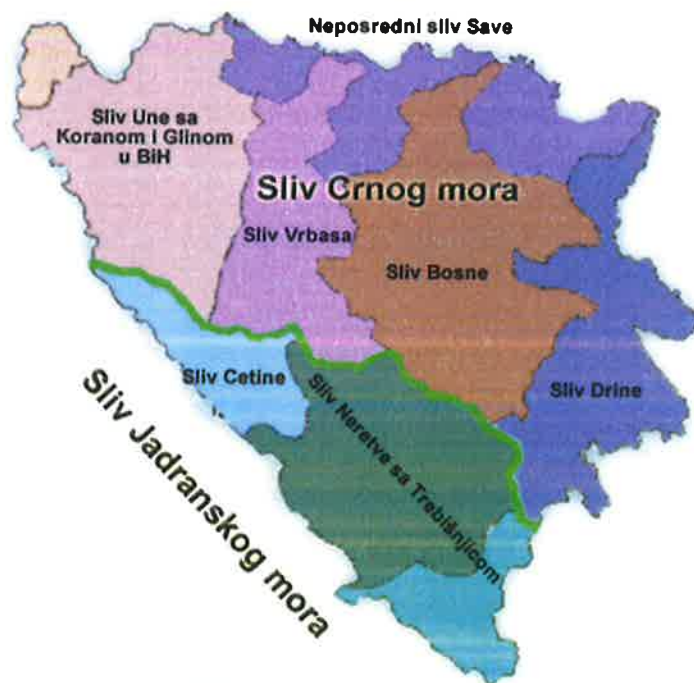 Neposredni sliv Save
Sliv Une sa
Koranom i Glinom
u BiH
Sliv Crnog mora
Sliv Vrbasa
Sliv Bosne
Sliv Cetine
Sliv Drine
Sliv Neretve sa Trebišnjicom
Sliv Jadranskog mora